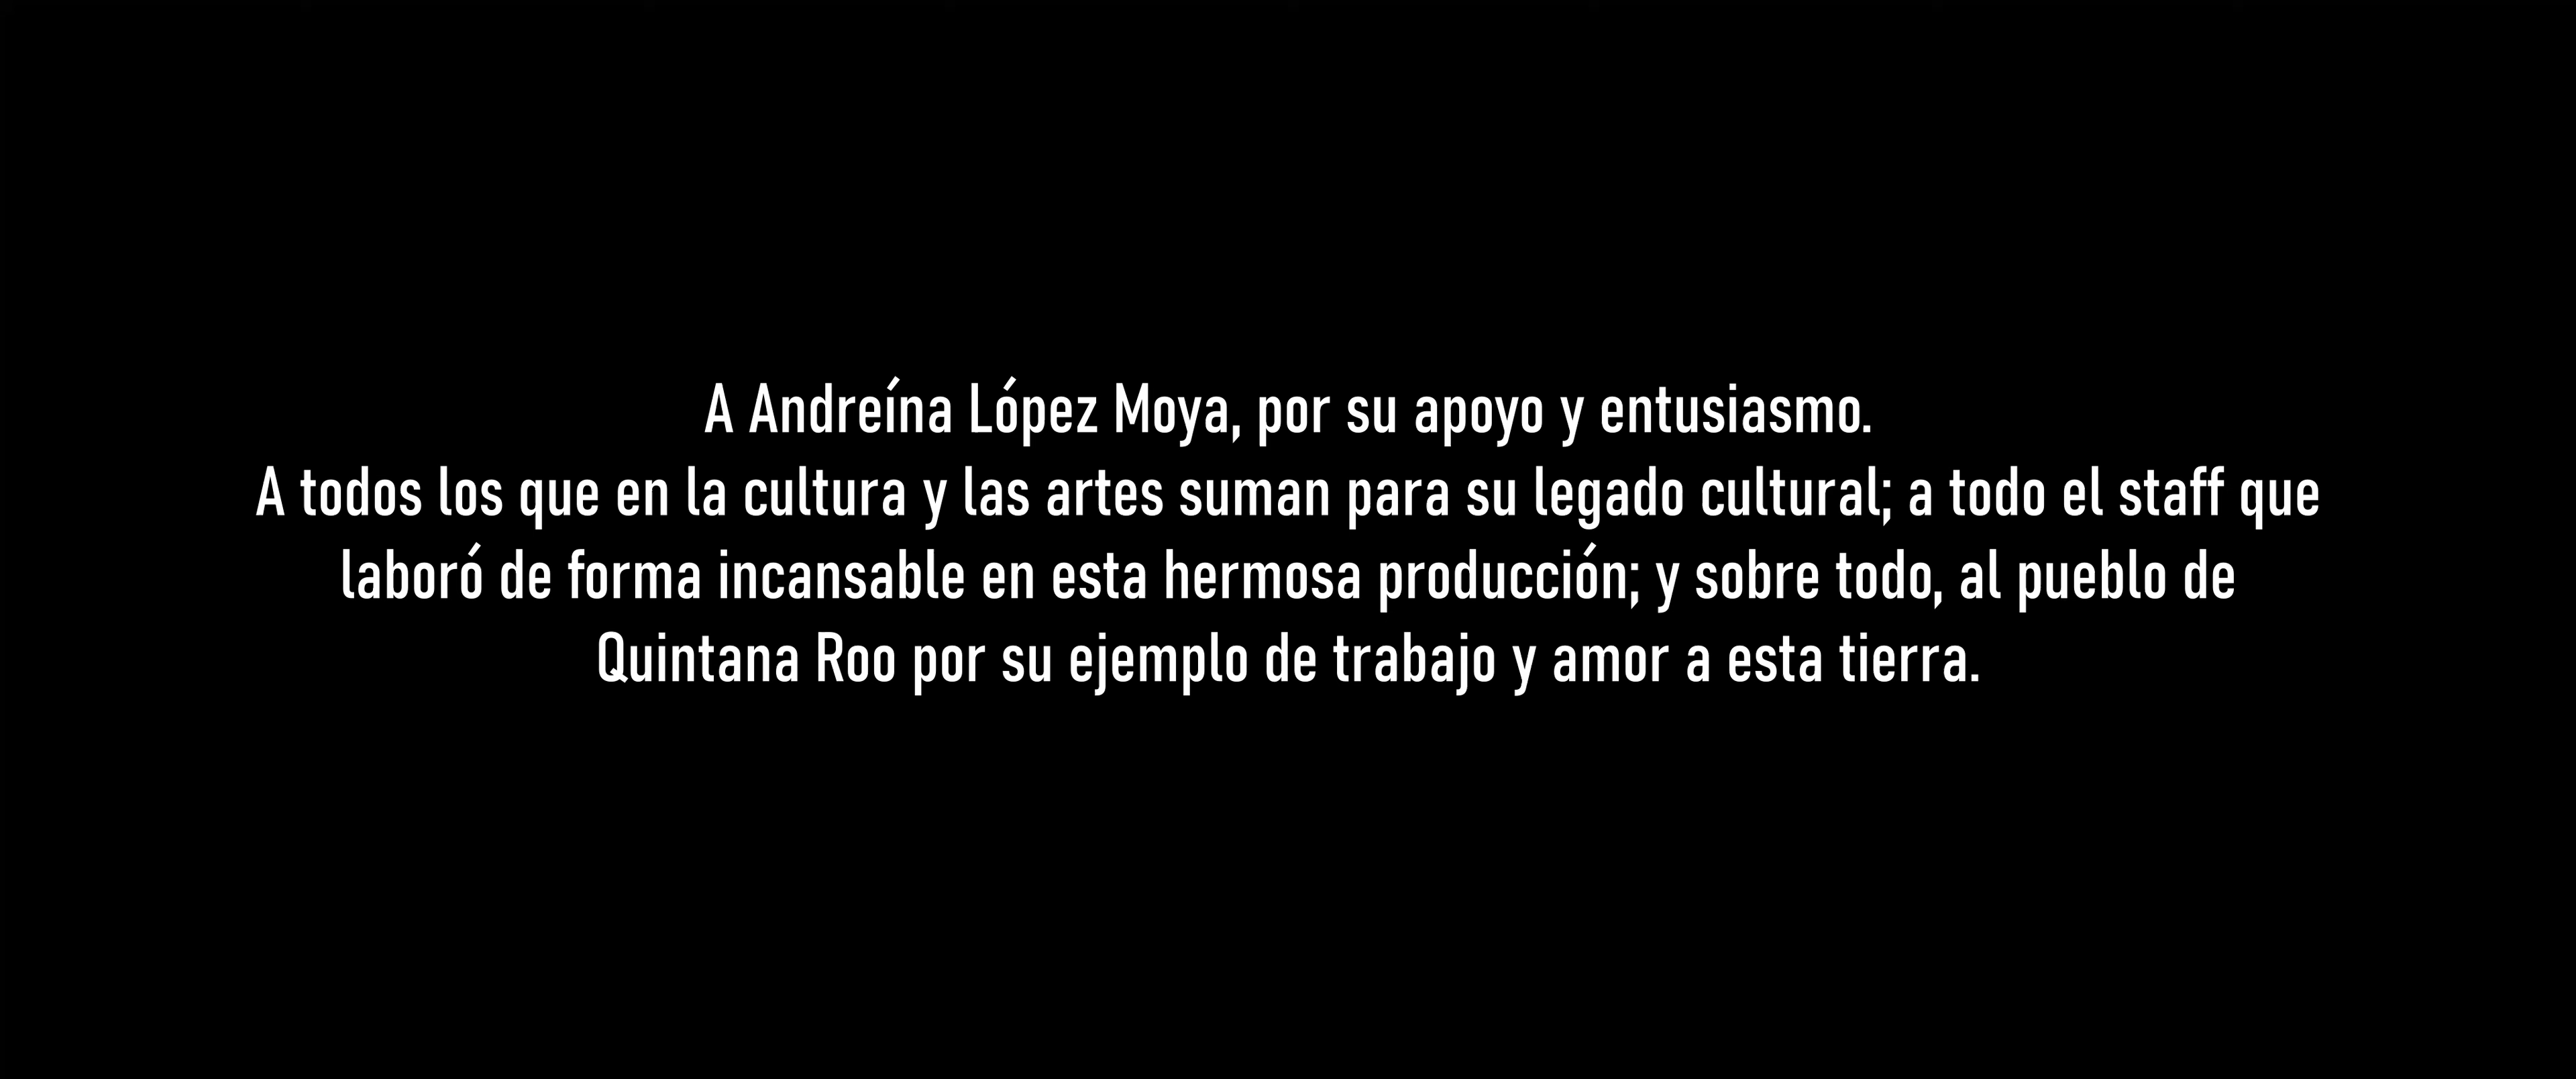 A Andreína López Moya, por su apoyo y entusiasmo.
A todos los que en la cultura y las artes suman para su legado cultural; a todo el staff que
laboró de forma incansable en esta hermosa producción; y sobre todo, al pueblo de
Quintana Roo por su ejemplo de trabajo y amor a esta tierra.